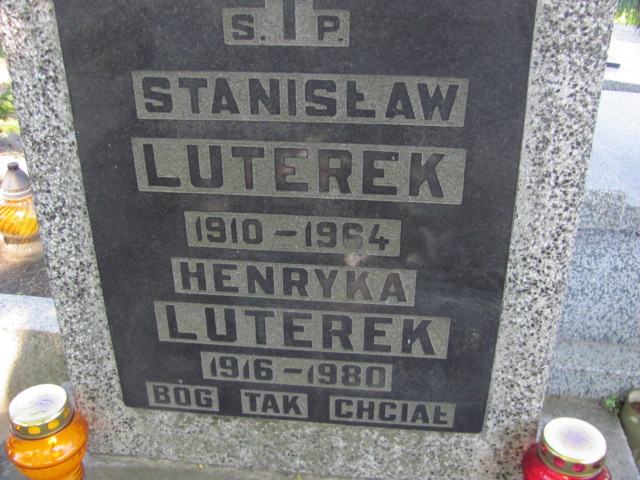 S. P.
STANISŁAW
LUTEREK
1910-1964
HENRYKA
LUTEREK
1916-1980
BÓG TAK CHCIAŁ